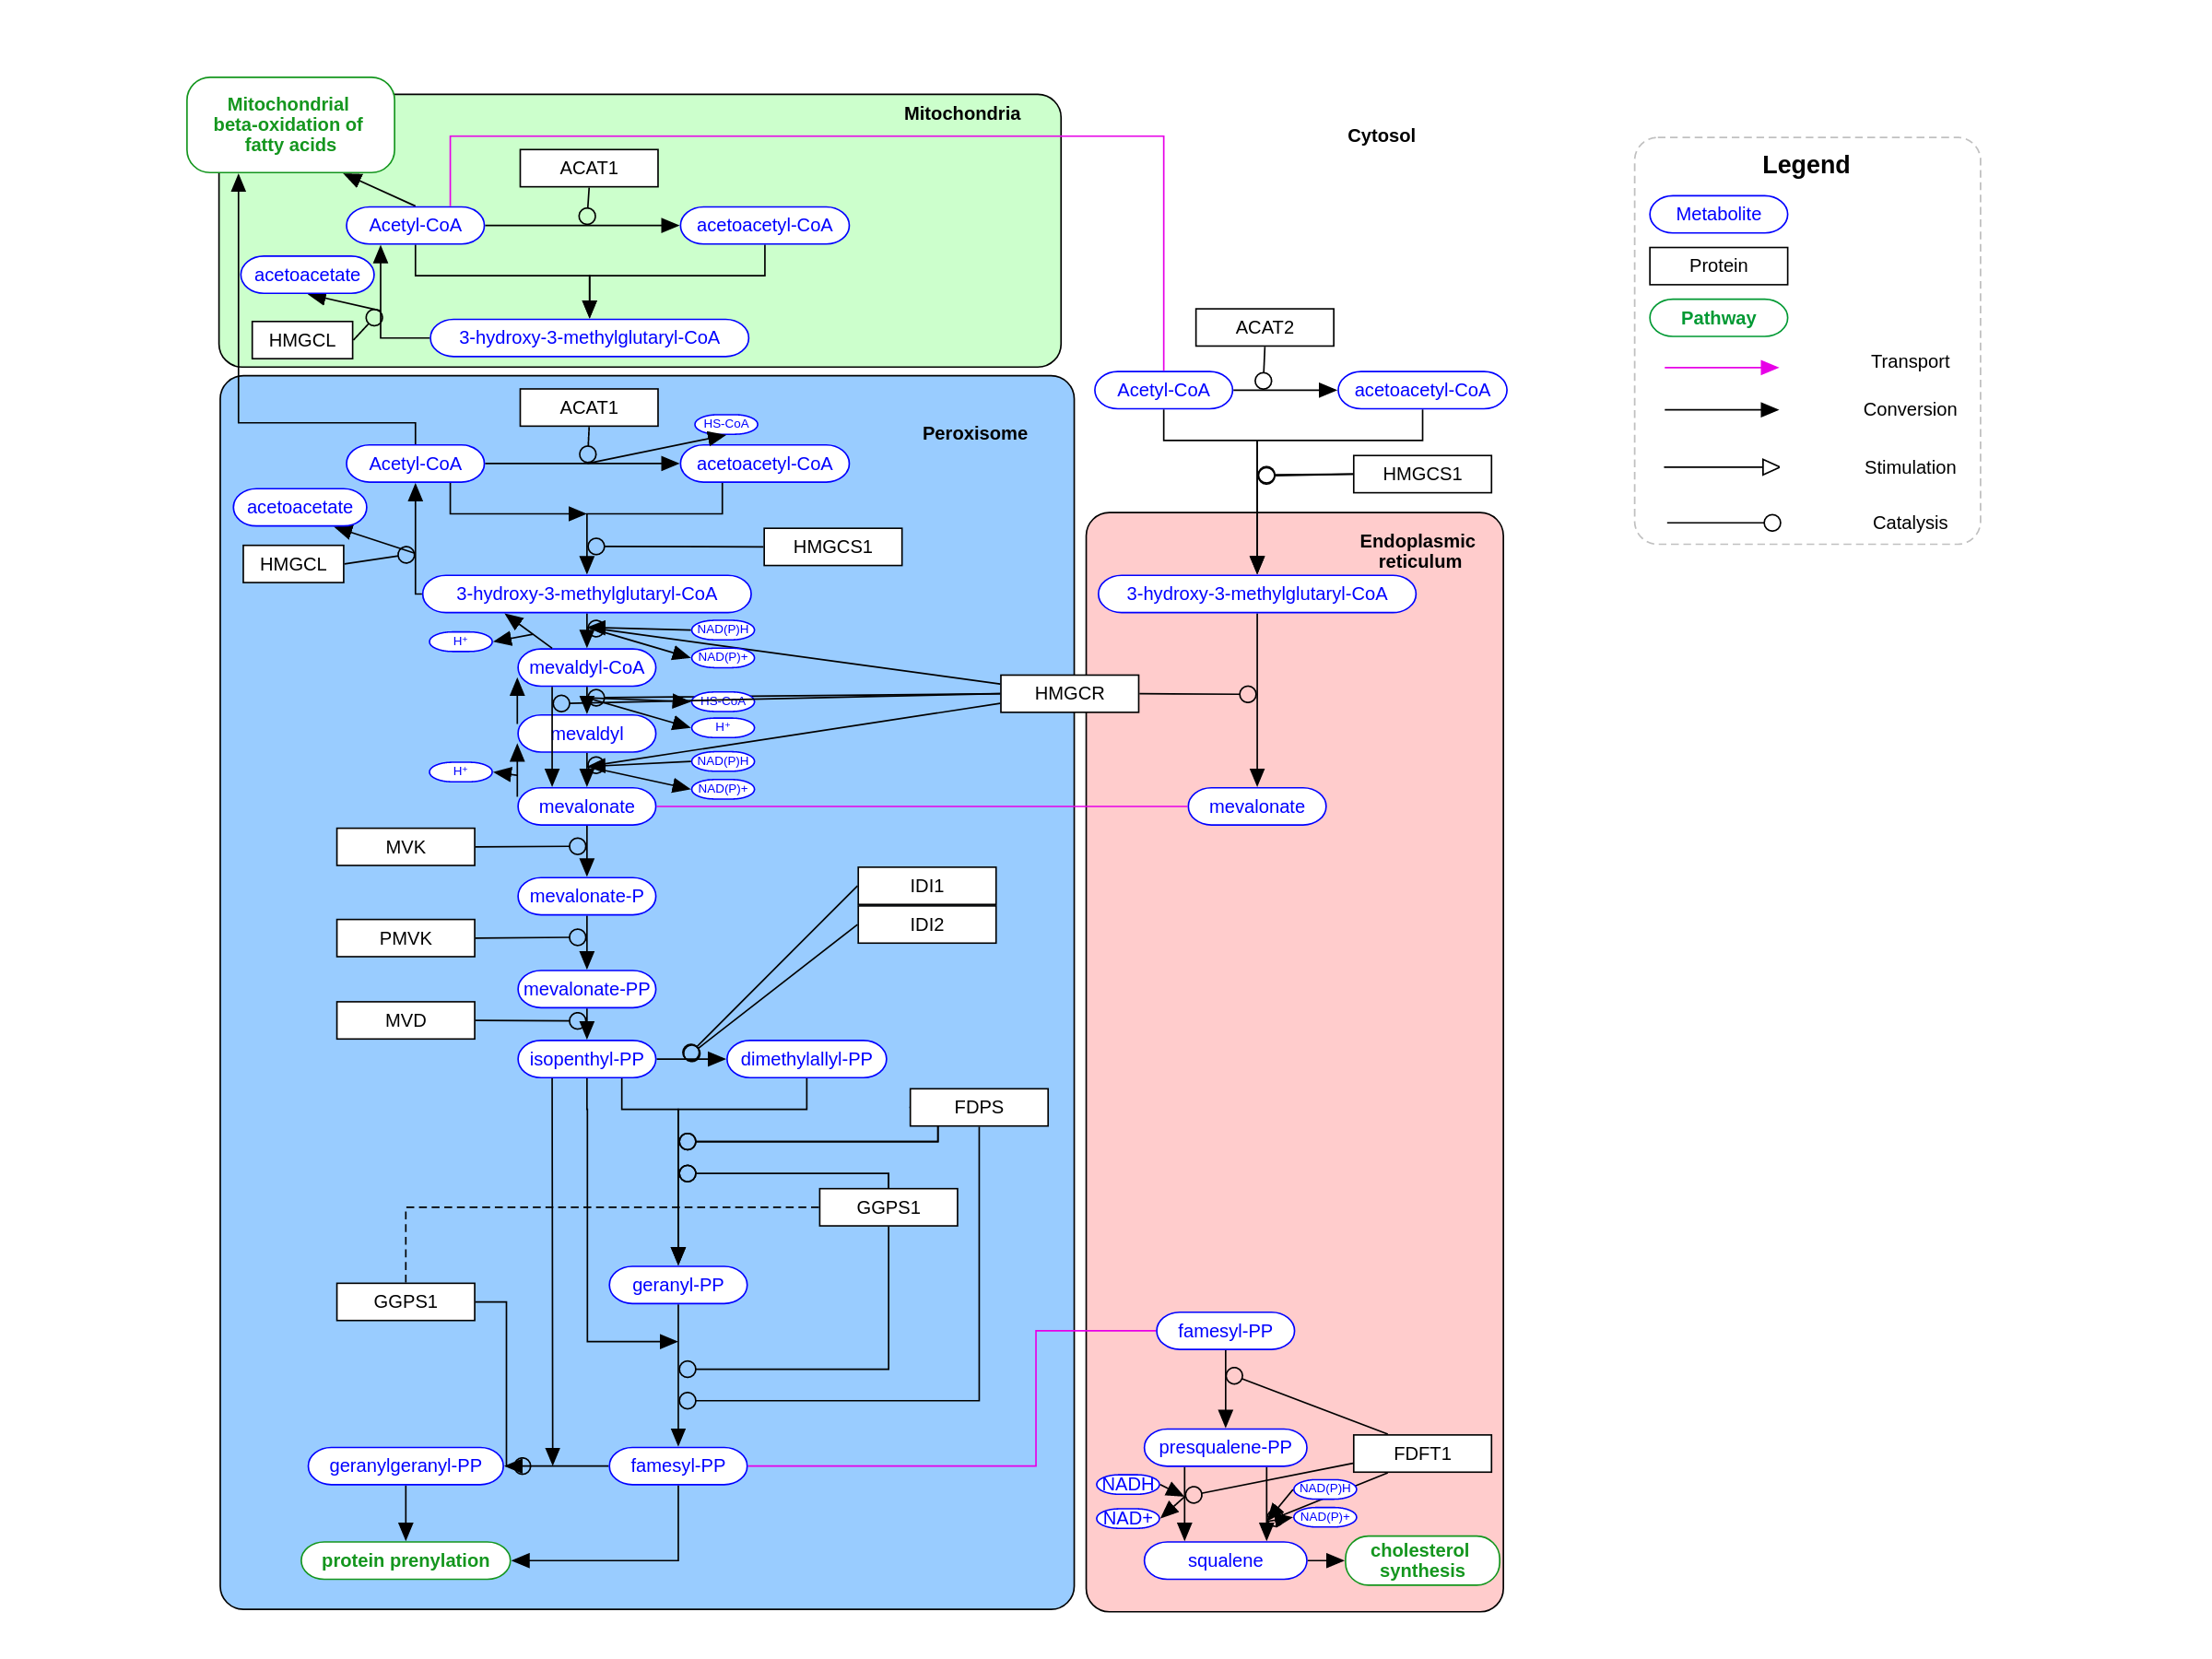 Mitochondrial
beta-oxidation of
fatty acids
Mitochondria
Cytosol
ACAT1
Acetyl-CoA
acetoacetyl-CoA
acetoacetate
HMGCL
3-hydroxy-3-methylglutaryl-CoA
Legend
Metabolite
Protein
Pathway
Transport
Conversion
Stimulation
Catalysis
ACAT2
Acetyl-CoA
acetoacetyl-CoA
HMGCS1
ACAT1
HS-CoA
Peroxisome
Acetyl-CoA
acetoacetyl-CoA
acetoacetate
HMGCL
HMGCS1
3-hydroxy-3-methylglutaryl-CoA
H+
NAD(P)H
NAD(P)+
mevaldyl-CoA
HS-CoA
H+
mevaldyl
H+
NAD(P)H
NAD(P)+
mevalonate
HMGCR
Endoplasmic
reticulum
3-hydroxy-3-methylglutaryl-CoA
mevalonate
MVK
mevalonate-P
IDI1
IDI2
PMVK
mevalonate-PP
MVD
isopenthyl-PP
dimethylallyl-PP
FDPS
GGPS1
geranyl-PP
GGPS1
geranylgeranyl-PP
famesyl-PP
protein prenylation
famesyl-PP
presqualene-PP
FDFT1
NADH
NAD+
NAD(P)H
NAD(P)+
squalene
cholesterol
synthesis